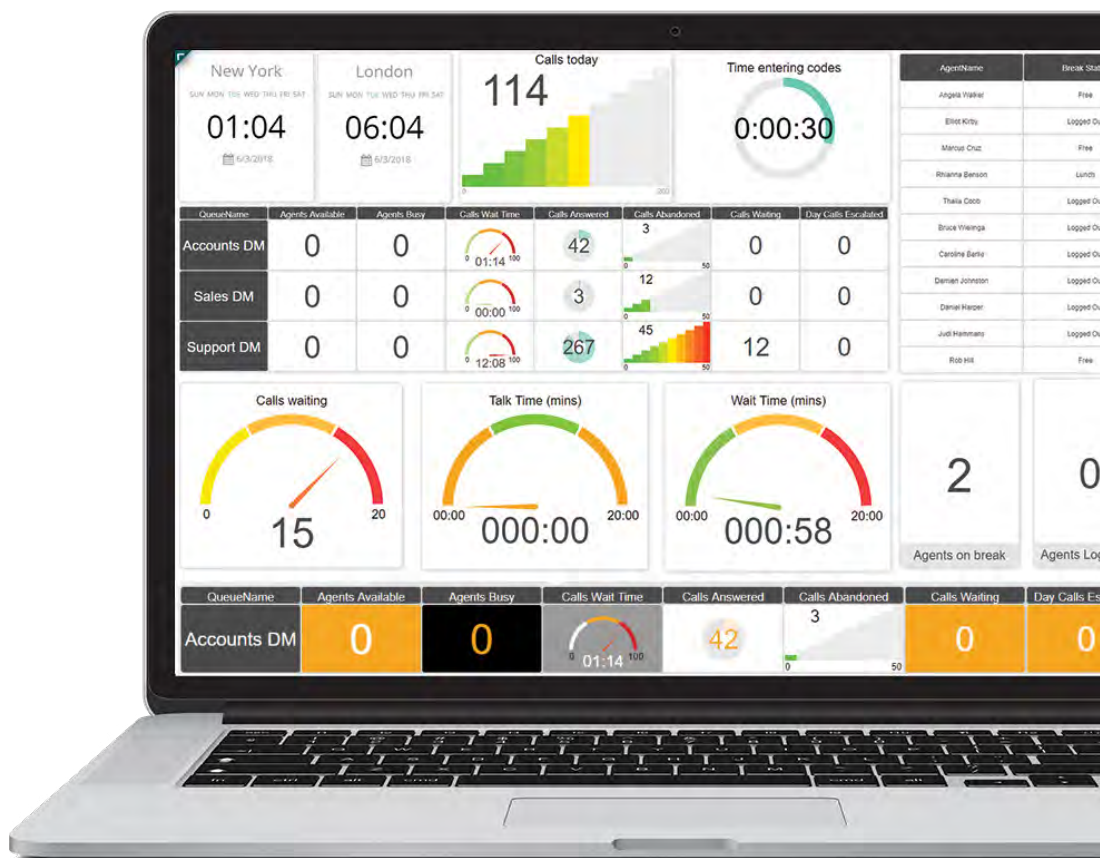 New York
SUN MON TUE WED THU FRI SAT
01:04
6/3/2018
London
SUN MON TUE WED THU FRI SAT
06:04
6/3/2018
Calls today
114
0
200
Time entering codes
0:00:30
AgentName Break Stat
Angela Walker Free
Elliot Kirby Logged Ou
Marcus Cruz Free
Rhianna Benson Lunch
Thalia Cobb Logged Ou
Bruce Logged Ou
Caroline Logged Ou
Damien Johnston Logged Ou
Daniel Harper Logged Ou
Judi Hammans Logged Ou
Rob Hill Free
QueueName Agents Available Agents Busy Calls Wait Time Calls Answered Calls Abandoned Calls Waiting Day Calls Escalated
Accounts DM 0 0 0 01:14 100 42 3 0 50 0 0
Sales DM 0 0 0 00:00 100 3 12 0 50 0 0
Support DM 0 0 0 12:08 100 267 45 0 50 12 0
Calls waiting
0 20
15
Talk Time (mins)
00:00 20:00
000:00
Wait Time (mins)
00:00 20:00
000:58
2
Agents on break
0
Agents Log
QueueName Agents Available Agents Busy Calls Wait Time Calls Answered Calls Abandoned Calls Waiting Day Calls Es
Accounts DM 0 0 0 01:14 100 42 3 0 50 0 0
fn ctrl alt cmd cmd alt